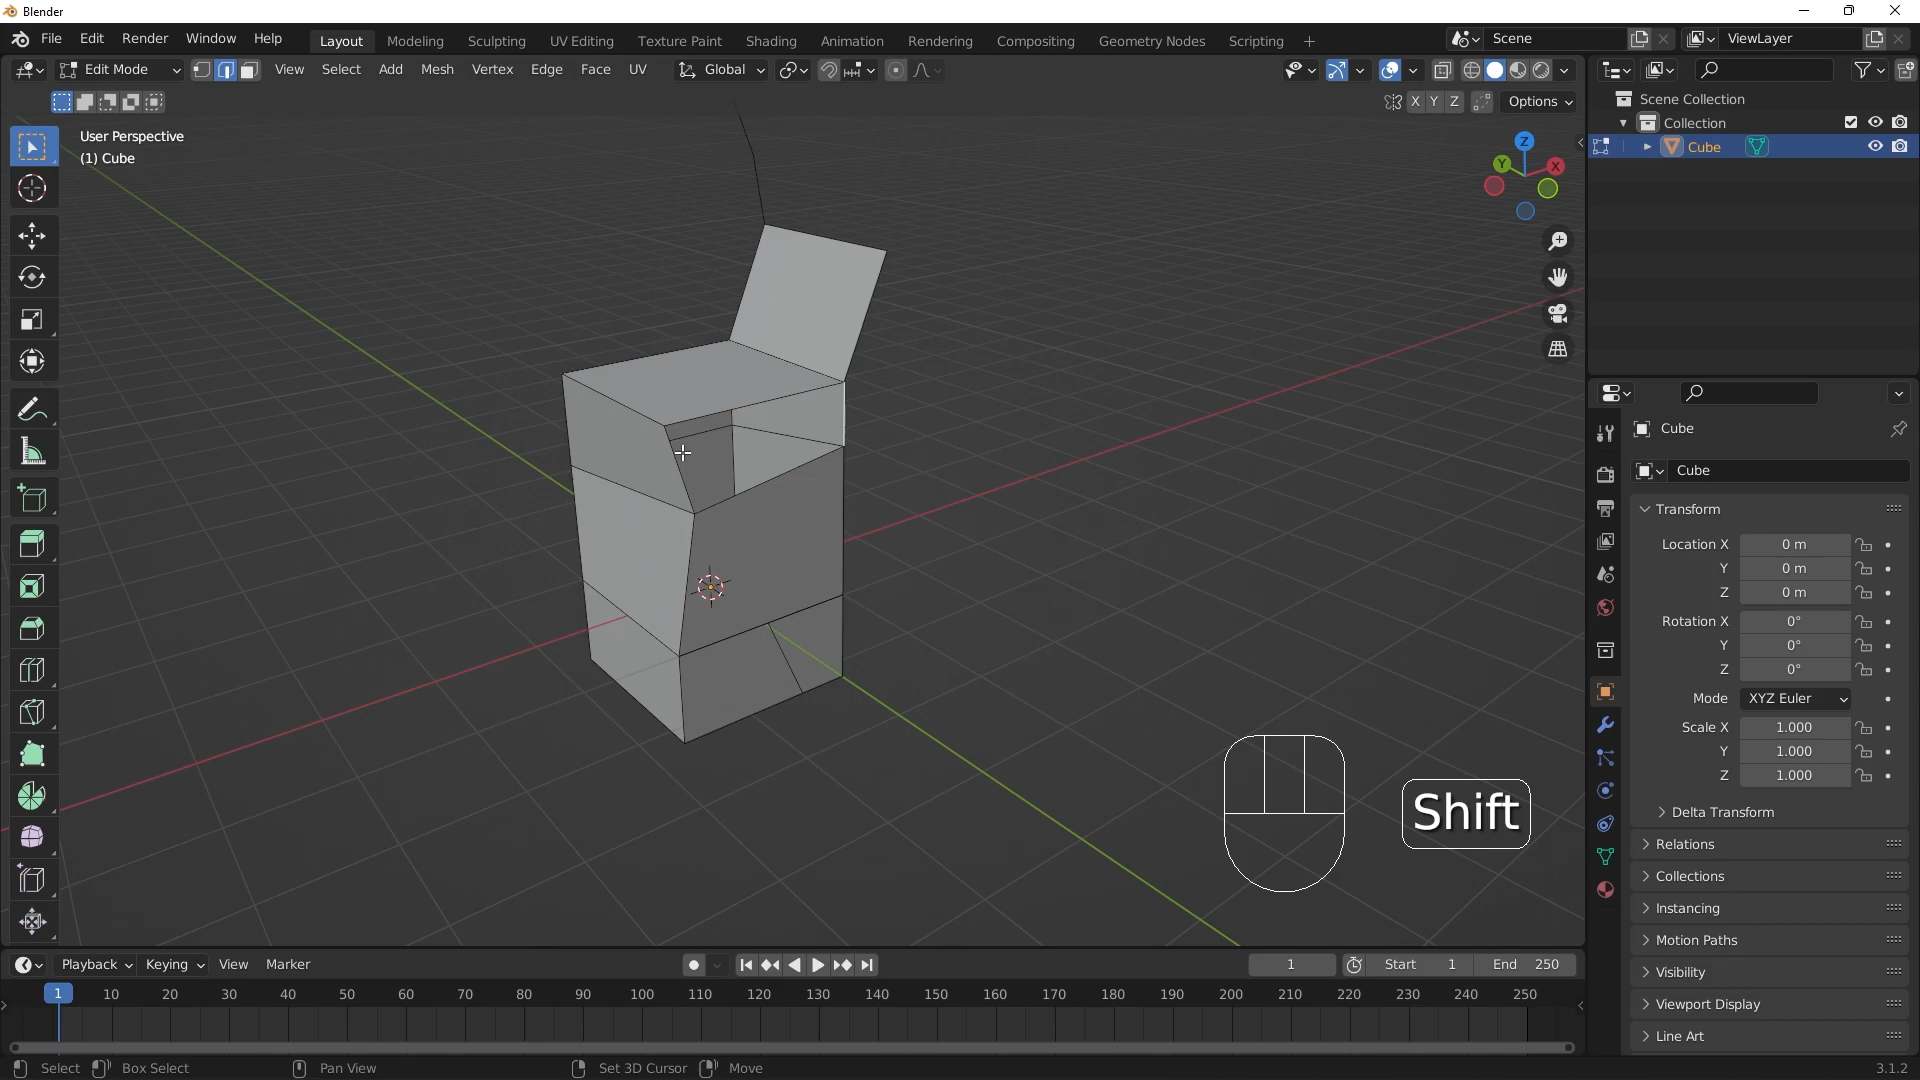 Blender
File Edit Render Window Help Layout Modeling Sculpting UV Editing Texture Paint Shading Animation Rendering Compositing Geometry Nodes Scripting + Scene ViewLayer
Edit Mode View Select Add Mesh Vertex Edge Face UV Global
X Y Z Options
User Perspective
(1) Cube
Z
Y
X
Scene Collection
Collection
Cube
Cube
Cube
Transform
Location X 0 m
Y 0 m
Z 0 m
Rotation X 0°
Y 0°
Z 0°
Mode XYZ Euler
Scale X 1.000
Y 1.000
Z 1.000
Delta Transform
Relations
Collections
Instancing
Motion Paths
Visibility
Viewport Display
Line Art
Shift
Playback Keying View Marker 1 Start 1 End 250
1 10 20 30 40 50 60 70 80 90 100 110 120 130 140 150 160 170 180 190 200 210 220 230 240 250
Select Box Select Pan View Set 3D Cursor Move 3.1.2